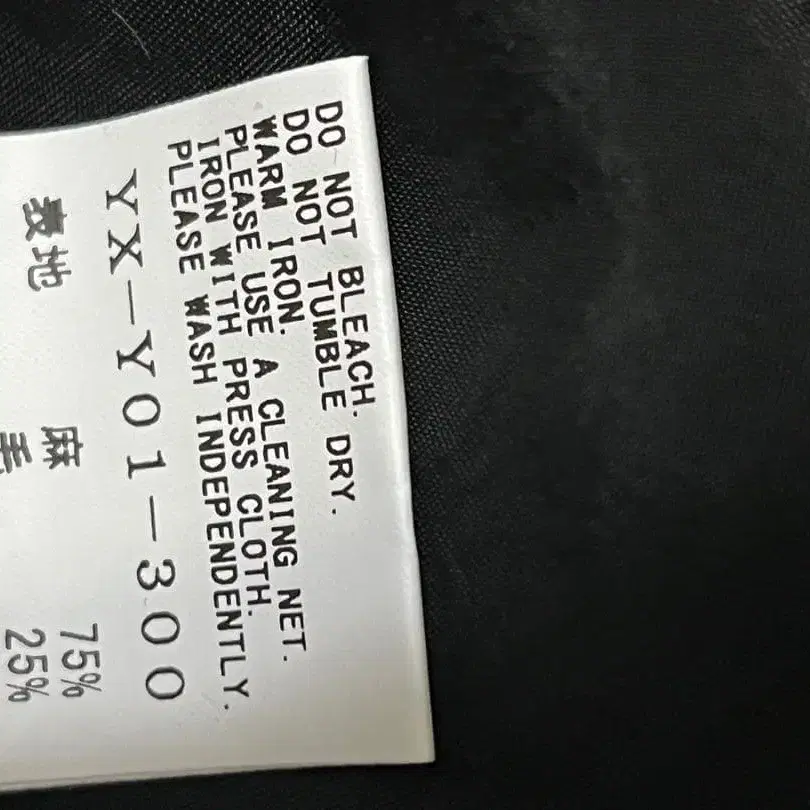 DO NOT BLEACH.
DO NOT TUMBLE DRY.
WARM IRON.
PLEASE USE A CLEANING NET.
IRON WITH PRESS CLOTH.
PLEASE WASH INDEPENDENTLY.
YX-Y01-300
表地 麻 75%
毛 25%